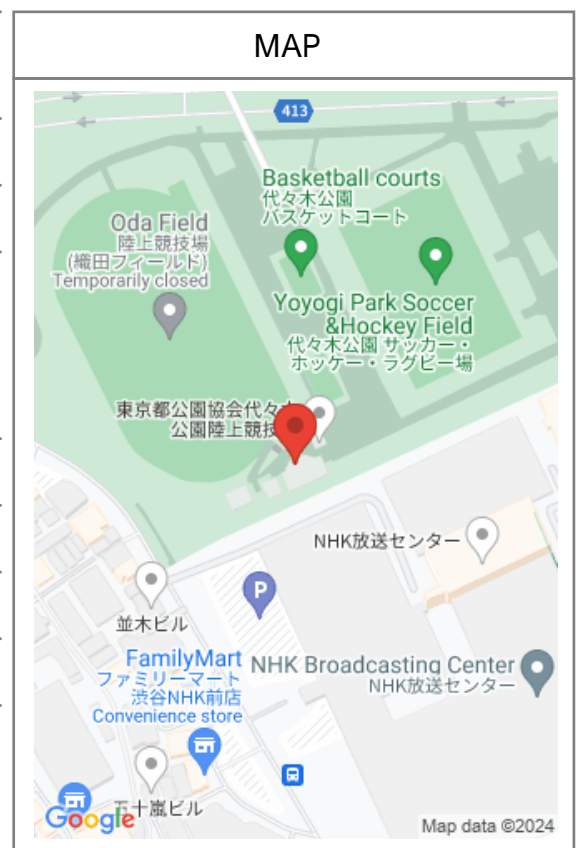 MAP
413
Basketball courts
代々木公園
バスケットコート
Oda Field
陸上競技場
(織田フィールド)
Temporarily closed
Yoyogi Park Soccer
&Hockey Field
代々木公園 サッカー・
ホッケー・ラグビー場
東京都公園協会代々
公園陸上競技
NHK放送センター
P
並木ビル
FamilyMart
ファミリーマート
渋谷NHK前店
Convenience store
NHK Broadcasting Center
NHK放送センター
五十嵐ビル
Google
Map data ©2024